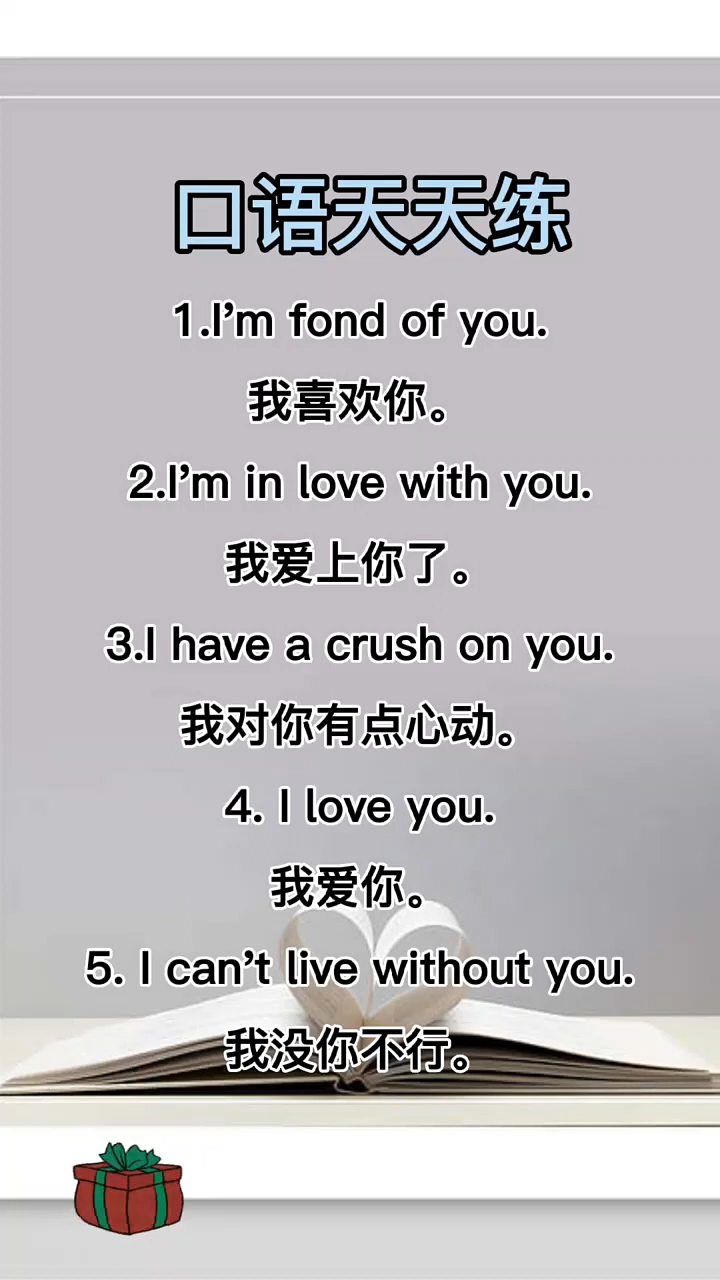 口语天天练
1.I’m fond of you.
我喜欢你。
2.I’m in love with you.
我爱上你了。
3.I have a crush on you.
我对你有点心动。
4. I love you.
我爱你。
5. I can’t live without you.
我没你不行。